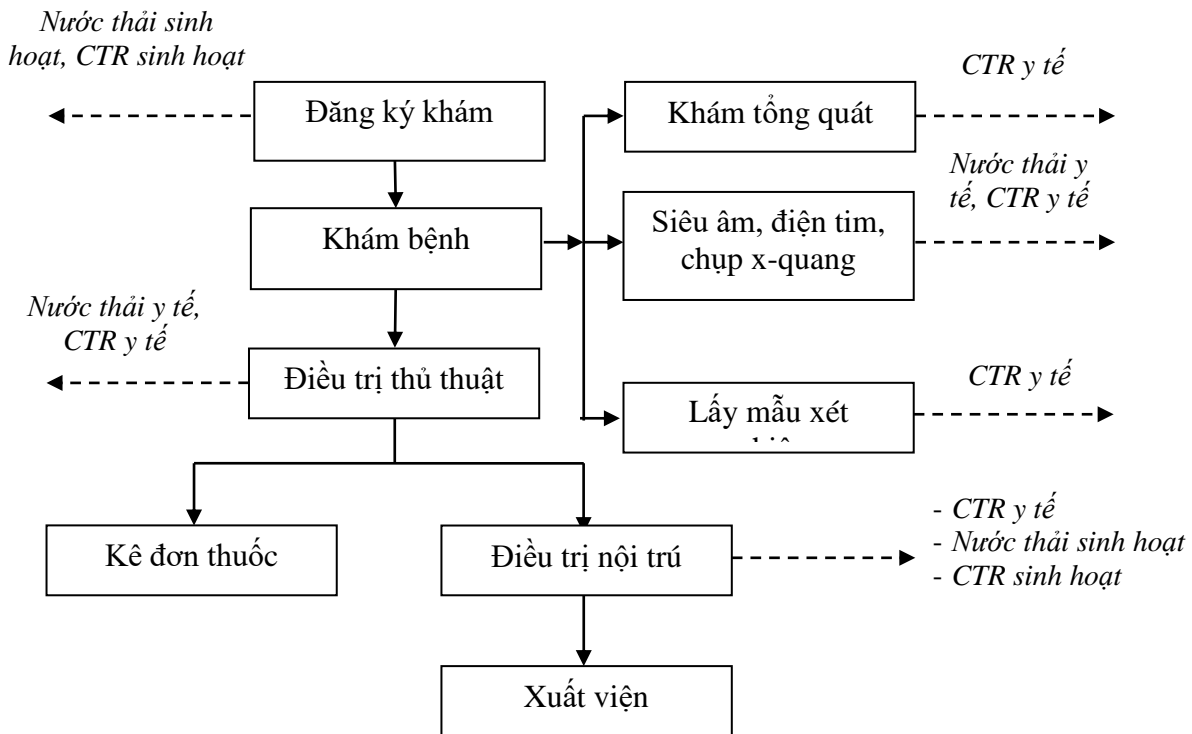 Nước thải sinh
hoạt, CTR sinh hoạt
Đăng ký khám
Khám tổng quát
CTR y tế
Khám bệnh
Siêu âm, điện tim,
chụp x-quang
Nước thải y
tế, CTR y tế
Nước thải y tế,
CTR y tế
Điều trị thủ thuật
Lấy mẫu xét
CTR y tế
Kê đơn thuốc
Điều trị nội trú
- CTR y tế
- Nước thải sinh hoạt
- CTR sinh hoạt
Xuất viện